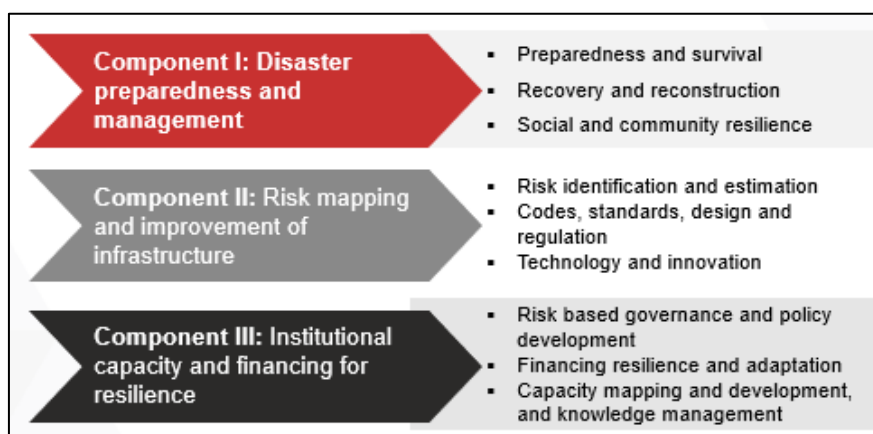 Component I: Disaster
preparedness and
management
▪ Preparedness and survival
▪ Recovery and reconstruction
▪ Social and community resilience
Component II: Risk mapping
and improvement of
infrastructure
▪ Risk identification and estimation
▪ Codes, standards, design and
regulation
▪ Technology and innovation
Component III: Institutional
capacity and financing for
resilience
▪ Risk based governance and policy
development
▪ Financing resilience and adaptation
▪ Capacity mapping and development,
and knowledge management